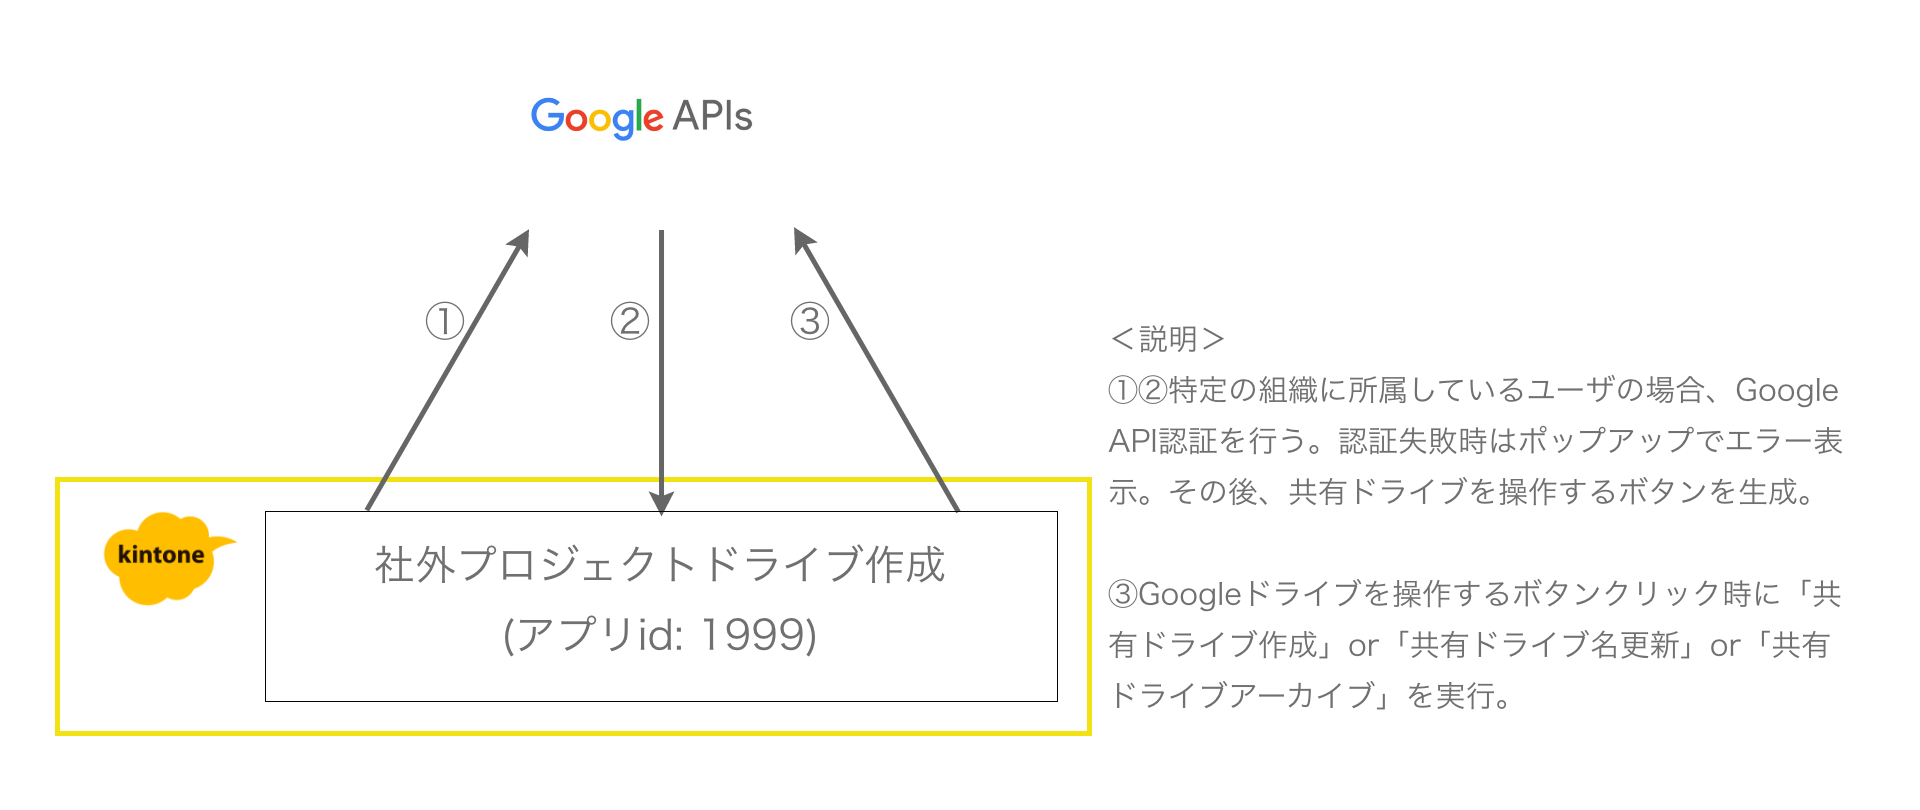 Google APIs
① ② ③
<説明>
①②特定の組織に所属しているユーザの場合、Google
API認証を行う。認証失敗時はポップアップでエラー表
示。その後、共有ドライブを操作するボタンを生成。
③Googleドライブを操作するボタンクリック時に「共
有ドライブ作成」or「共有ドライブ名更新」or「共有
ドライブアーカイブ」を実行。
kintone
社外プロジェクトドライブ作成
(アプリid: 1999)